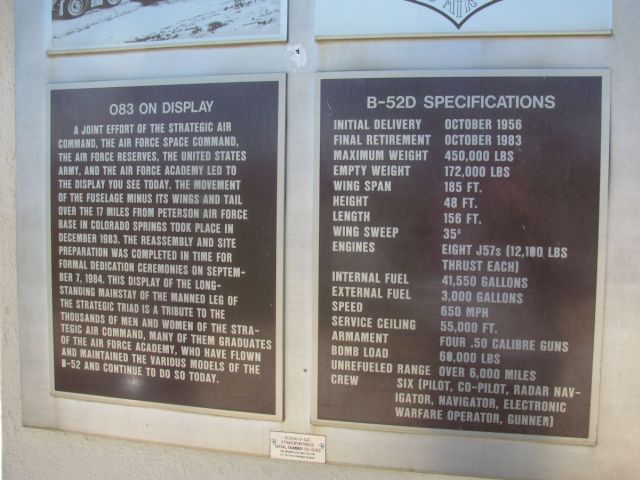 083 ON DISPLAY
A JOINT EFFORT OF THE STRATEGIC AIR
COMMAND, THE AIR FORCE SPACE COMMAND,
THE AIR FORCE RESERVES, THE UNITED STATES
ARMY, AND THE AIR FORCE ACADEMY LED TO
THE DISPLAY YOU SEE TODAY. THE MOVEMENT
OF THE FUSELAGE MINUS ITS WINGS AND TAIL
OVER THE 17 MILES FROM PETERSON AIR FORCE
BASE IN COLORADO SPRINGS TOOK PLACE IN
DECEMBER 1983. THE REASSEMBLY AND SITE
PREPARATION WAS COMPLETED IN TIME FOR
FORMAL DEDICATION CEREMONIES ON SEPTEM-
BER 7, 1984. THIS DISPLAY OF THE LONG-
STANDING MAINSTAY OF THE MANNED LEG OF
THE STRATEGIC TRIAD IS A TRIBUTE TO THE
THOUSANDS OF MEN AND WOMEN OF THE STRA-
TEGIC AIR COMMAND, MANY OF THEM GRADUATES
OF THE AIR FORCE ACADEMY, WHO HAVE FLOWN
AND MAINTAINED THE VARIOUS MODELS OF THE
B-52 AND CONTINUE TO DO SO TODAY.
B-52D SPECIFICATIONS
INITIAL DELIVERY OCTOBER 1956
FINAL RETIREMENT OCTOBER 1983
MAXIMUM WEIGHT 450,000 LBS
EMPTY WEIGHT 172,000 LBS
WING SPAN 185 FT.
HEIGHT 48 FT.
LENGTH 156 FT.
WING SWEEP 35°
ENGINES EIGHT J57s (12,100 LBS
THRUST EACH)
INTERNAL FUEL 41,550 GALLONS
EXTERNAL FUEL 3,000 GALLONS
SPEED 650 MPH
SERVICE CEILING 55,000 FT.
ARMAMENT FOUR .50 CALIBRE GUNS
BOMB LOAD 60,000 LBS
UNREFUELED RANGE OVER 6,000 MILES
CREW SIX (PILOT, CO-PILOT, RADAR NAV-
IGATOR, NAVIGATOR, ELECTRONIC
WARFARE OPERATOR, GUNNER)
STRATOFORTRESS
SERIAL NUMBER